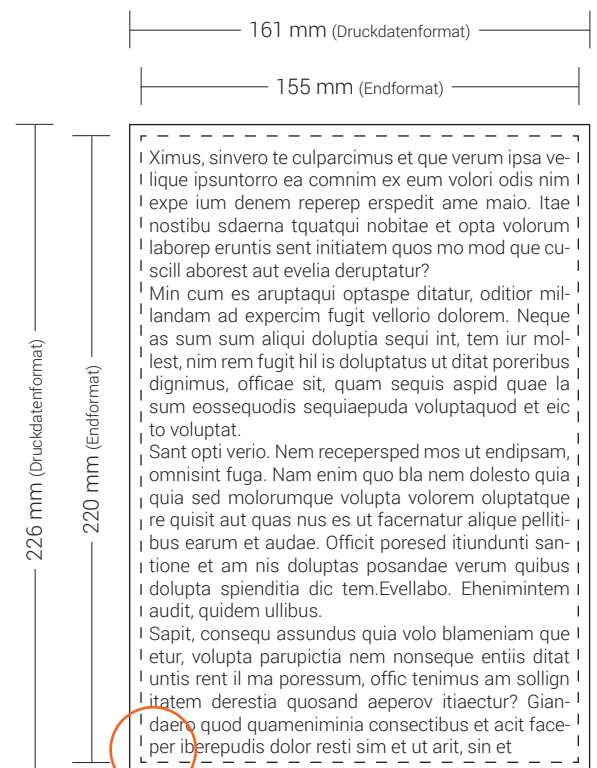 161 mm (Druckdatenformat)
155 mm (Endformat)
226 mm (Druckdatenformat)
220 mm (Endformat)
Ximus, sinvero te culparcimus et que verum ipsa ve-
lique ipsuntorro ea comnim ex eum volori odis nim
expe ium denem reperep erspedit ame maio. Itae
nostibu sdaerna tquatqui nobitae et opta volorum
laborep eruntis sent initiatem quos mo mod que cu-
scill aborest aut evelia deruptatur?
Min cum es aruptaqui optaspe ditatur, oditior mil-
landam ad expercim fugit vellorio dolorem. Neque
as sum sum aliqui doluptia sequi int, tem iur mol-
lest, nim rem fugit hil is doluptatus ut ditat poreribus
dignimus, officae sit, quam sequis aspid quae la
sum eossequodis sequiaepuda voluptaquod et eic
to voluptat.
Sant opti verio. Nem recepersped mos ut endipsam,
omnisint fuga. Nam enim quo bla nem dolesto quia
quia sed molorumque volupta volorem oluptatque
re quisit aut quas nus es ut facernatur alique pelliti-
bus earum et audae. Officit poresed itiundunti san-
tione et am nis doluptas posandae verum quibus
dolupta spienditia dic tem.Evellabo. Ehenimintem
audit, quidem ullibus.
Sapit, consequ assundus quia volo blameniam que
etur, volupta parupictia nem nonseque entiis ditat
untis rent il ma poressum, offic tenimus am sollign
itatem derestia quosand aeperov itiaectur? Gian-
daero quod quameniminia consectibus et acit face-
per iberepudis dolor resti sim et ut arit, sin et